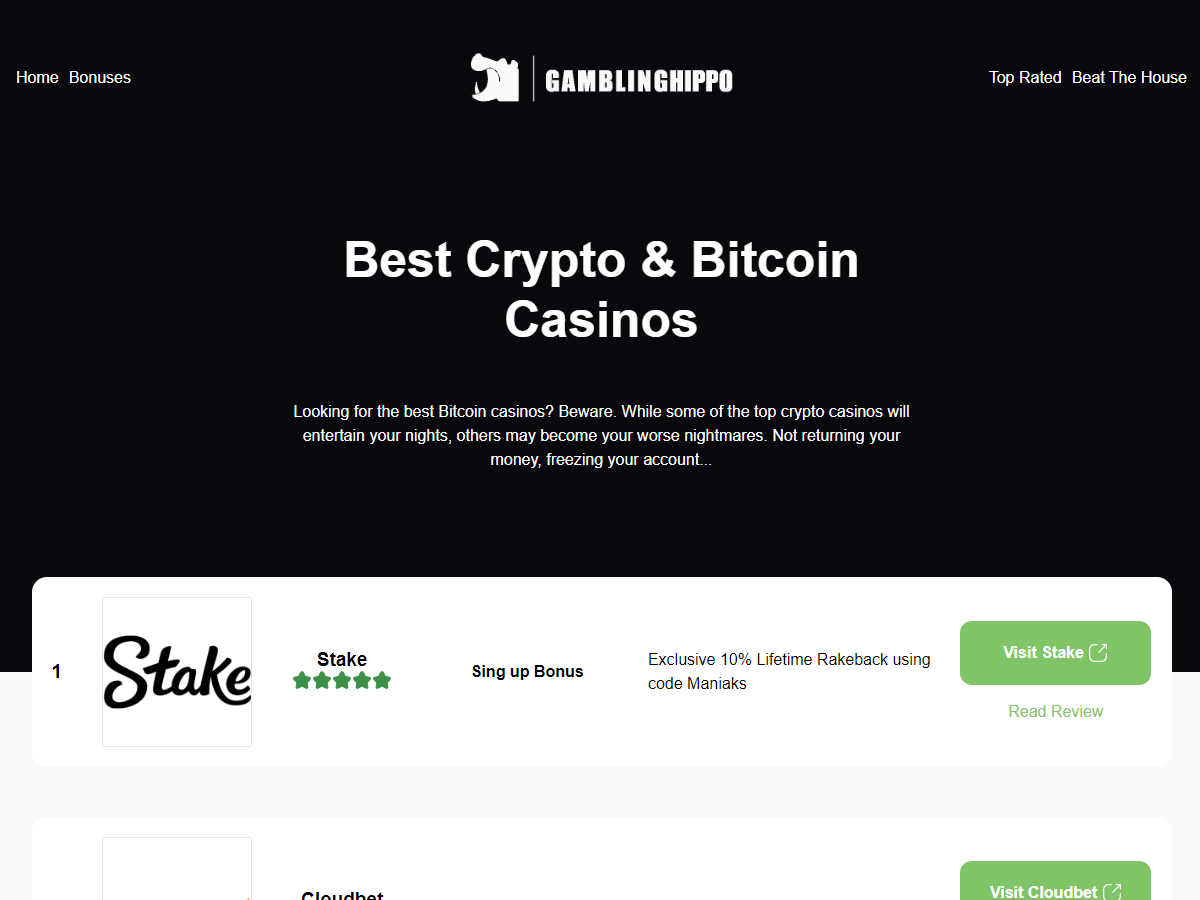 Home Bonuses
GAMBLINGHIPPO
Top Rated Beat The House
Best Crypto & Bitcoin
Casinos
Looking for the best Bitcoin casinos? Beware. While some of the top crypto casinos will
entertain your nights, others may become your worse nightmares. Not returning your
money, freezing your account...
1
Stake
Stake
Sing up Bonus
Exclusive 10% Lifetime Rakeback using
code Maniaks
Visit Stake
Read Review
Cloudbet
Visit Cloudbet